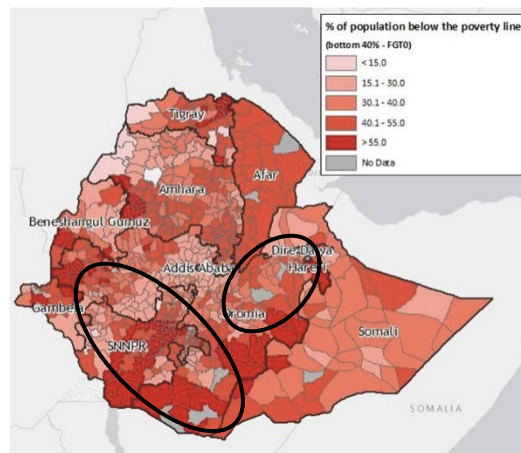 % of population below the poverty line
(bottom 40% - FGT0)
< 15.0
15.1 - 30.0
30.1 - 40.0
40.1 - 55.0
> 55.0
No Data
Tigray
Afar
Amhara
Beneshangul Gumuz
Dire Dawa
Addis Ababa
Harari
Gambela
Oromia
SNNPR
Somali
SOMALIA